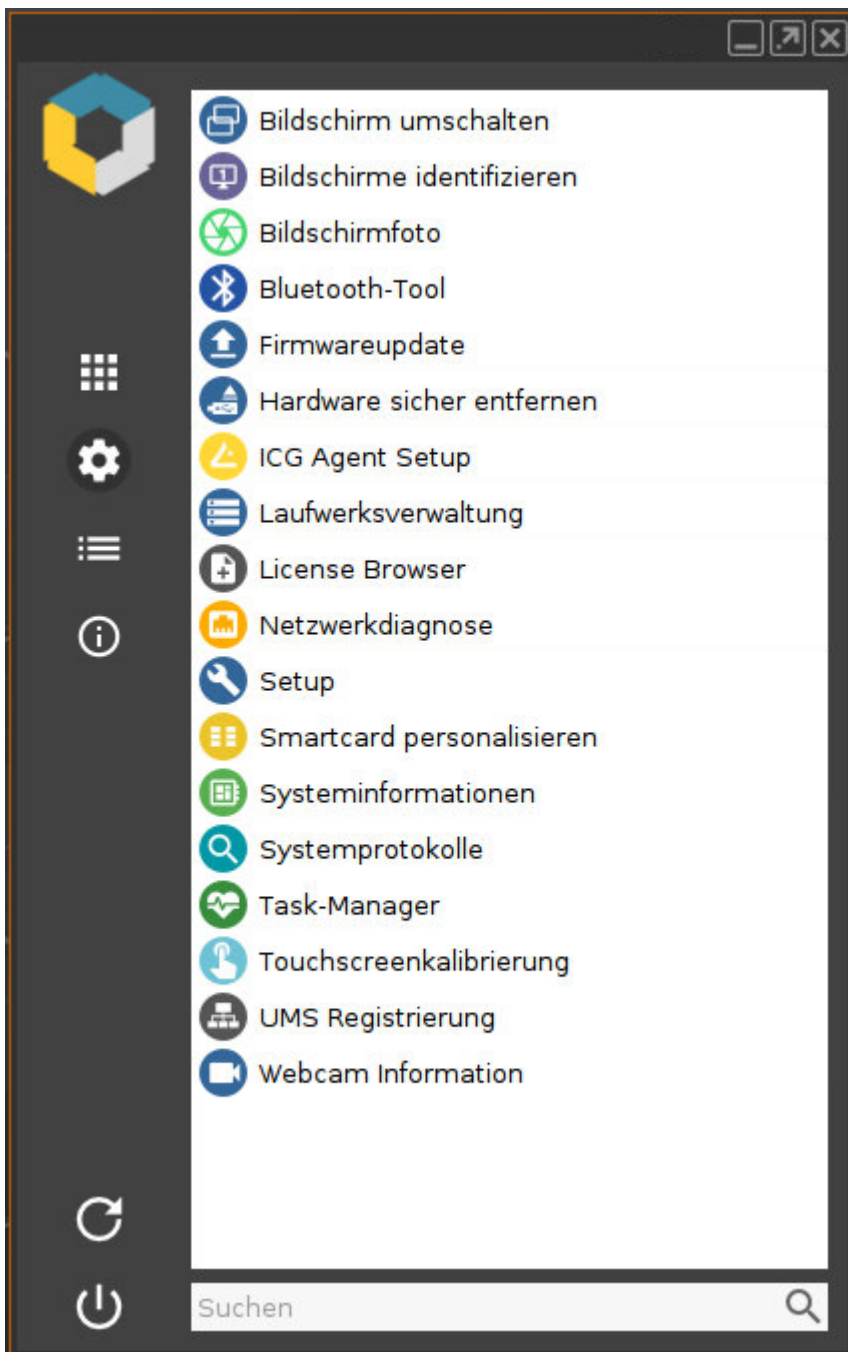 Bildschirm umschalten
Bildschirme identifizieren
Bildschirmfoto
Bluetooth-Tool
Firmwareupdate
Hardware sicher entfernen
ICG Agent Setup
Laufwerksverwaltung
License Browser
Netzwerkdiagnose
Setup
Smartcard personalisieren
Systeminformationen
Systemprotokolle
Task-Manager
Touchscreenkalibrierung
UMS Registrierung
Webcam Information
Suchen